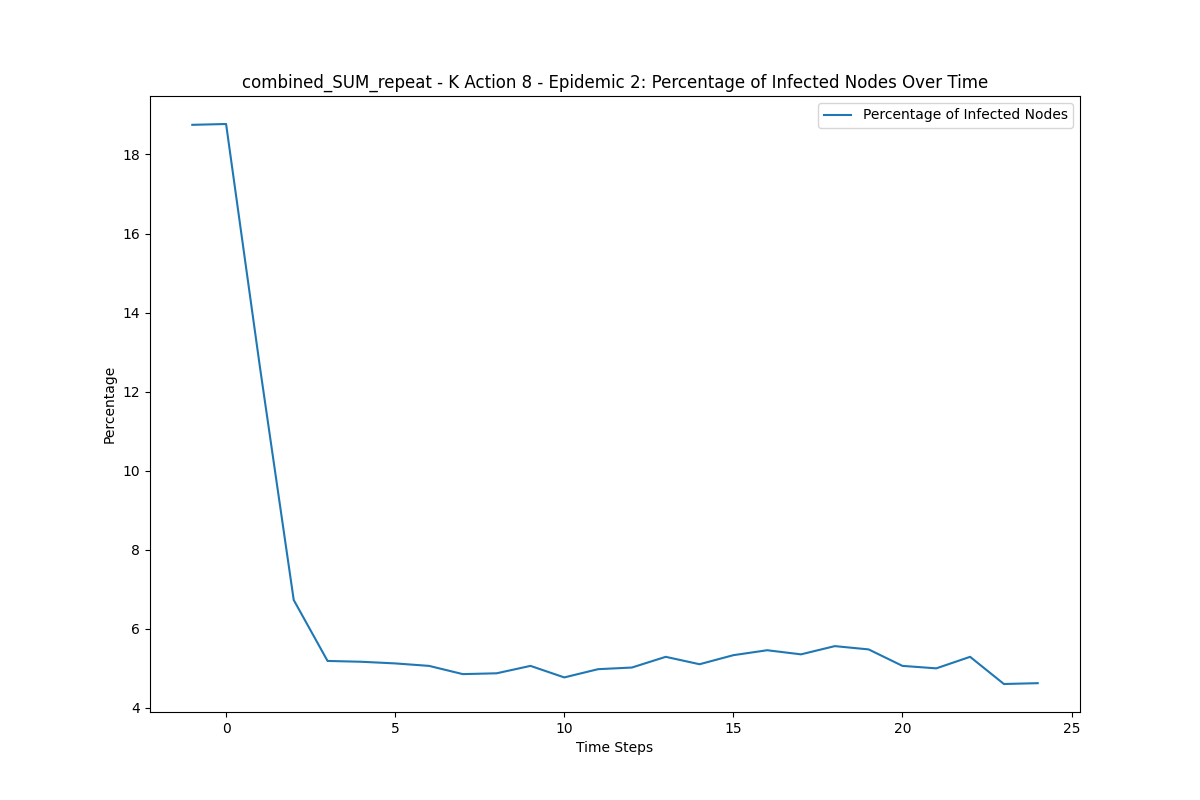 combined_SUM_repeat - K Action 8 - Epidemic 2: Percentage of Infected Nodes Over Time
Percentage of Infected Nodes
18
16
14
12
10
8
6
4
Percentage
0 5 10 15 20 25
Time Steps